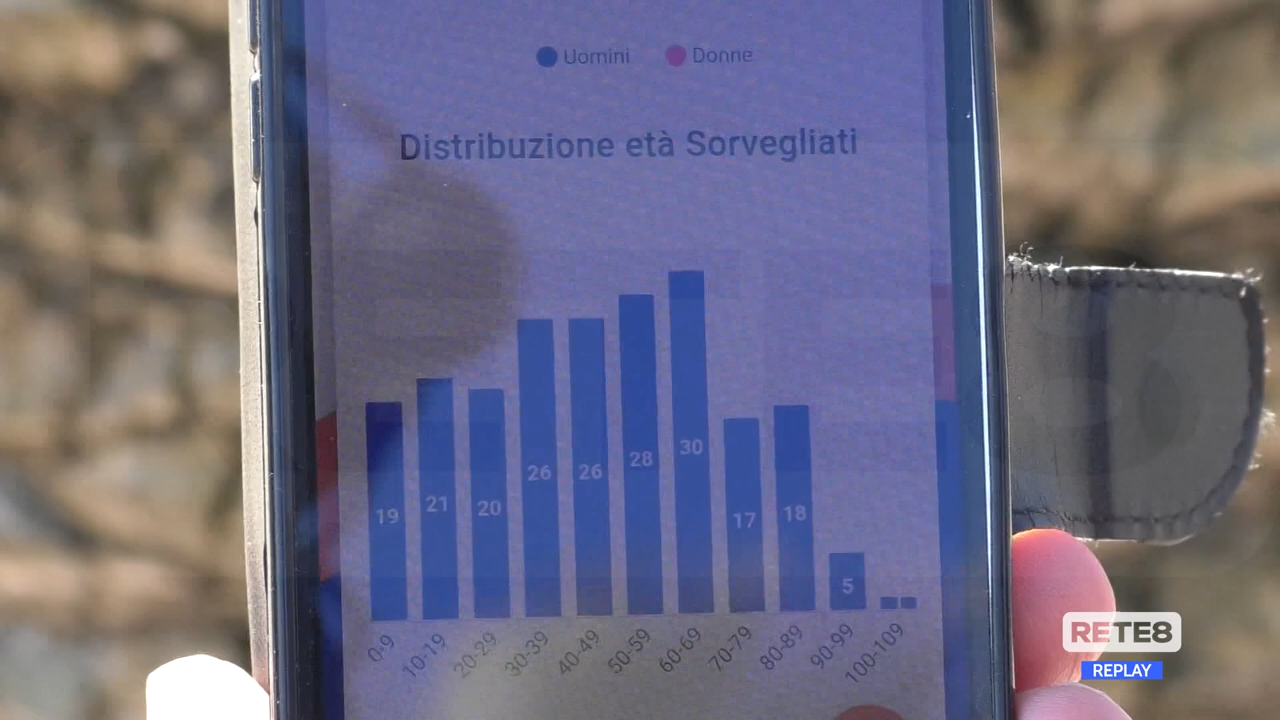 Uomini Donne
Distribuzione età Sorvegliati
19 21 20 26 26 28 30 17 18 5
0-9 10-19 20-29 30-39 40-49 50-59 60-69 70-79 80-89 90-99 100-109
RETE8
REPLAY